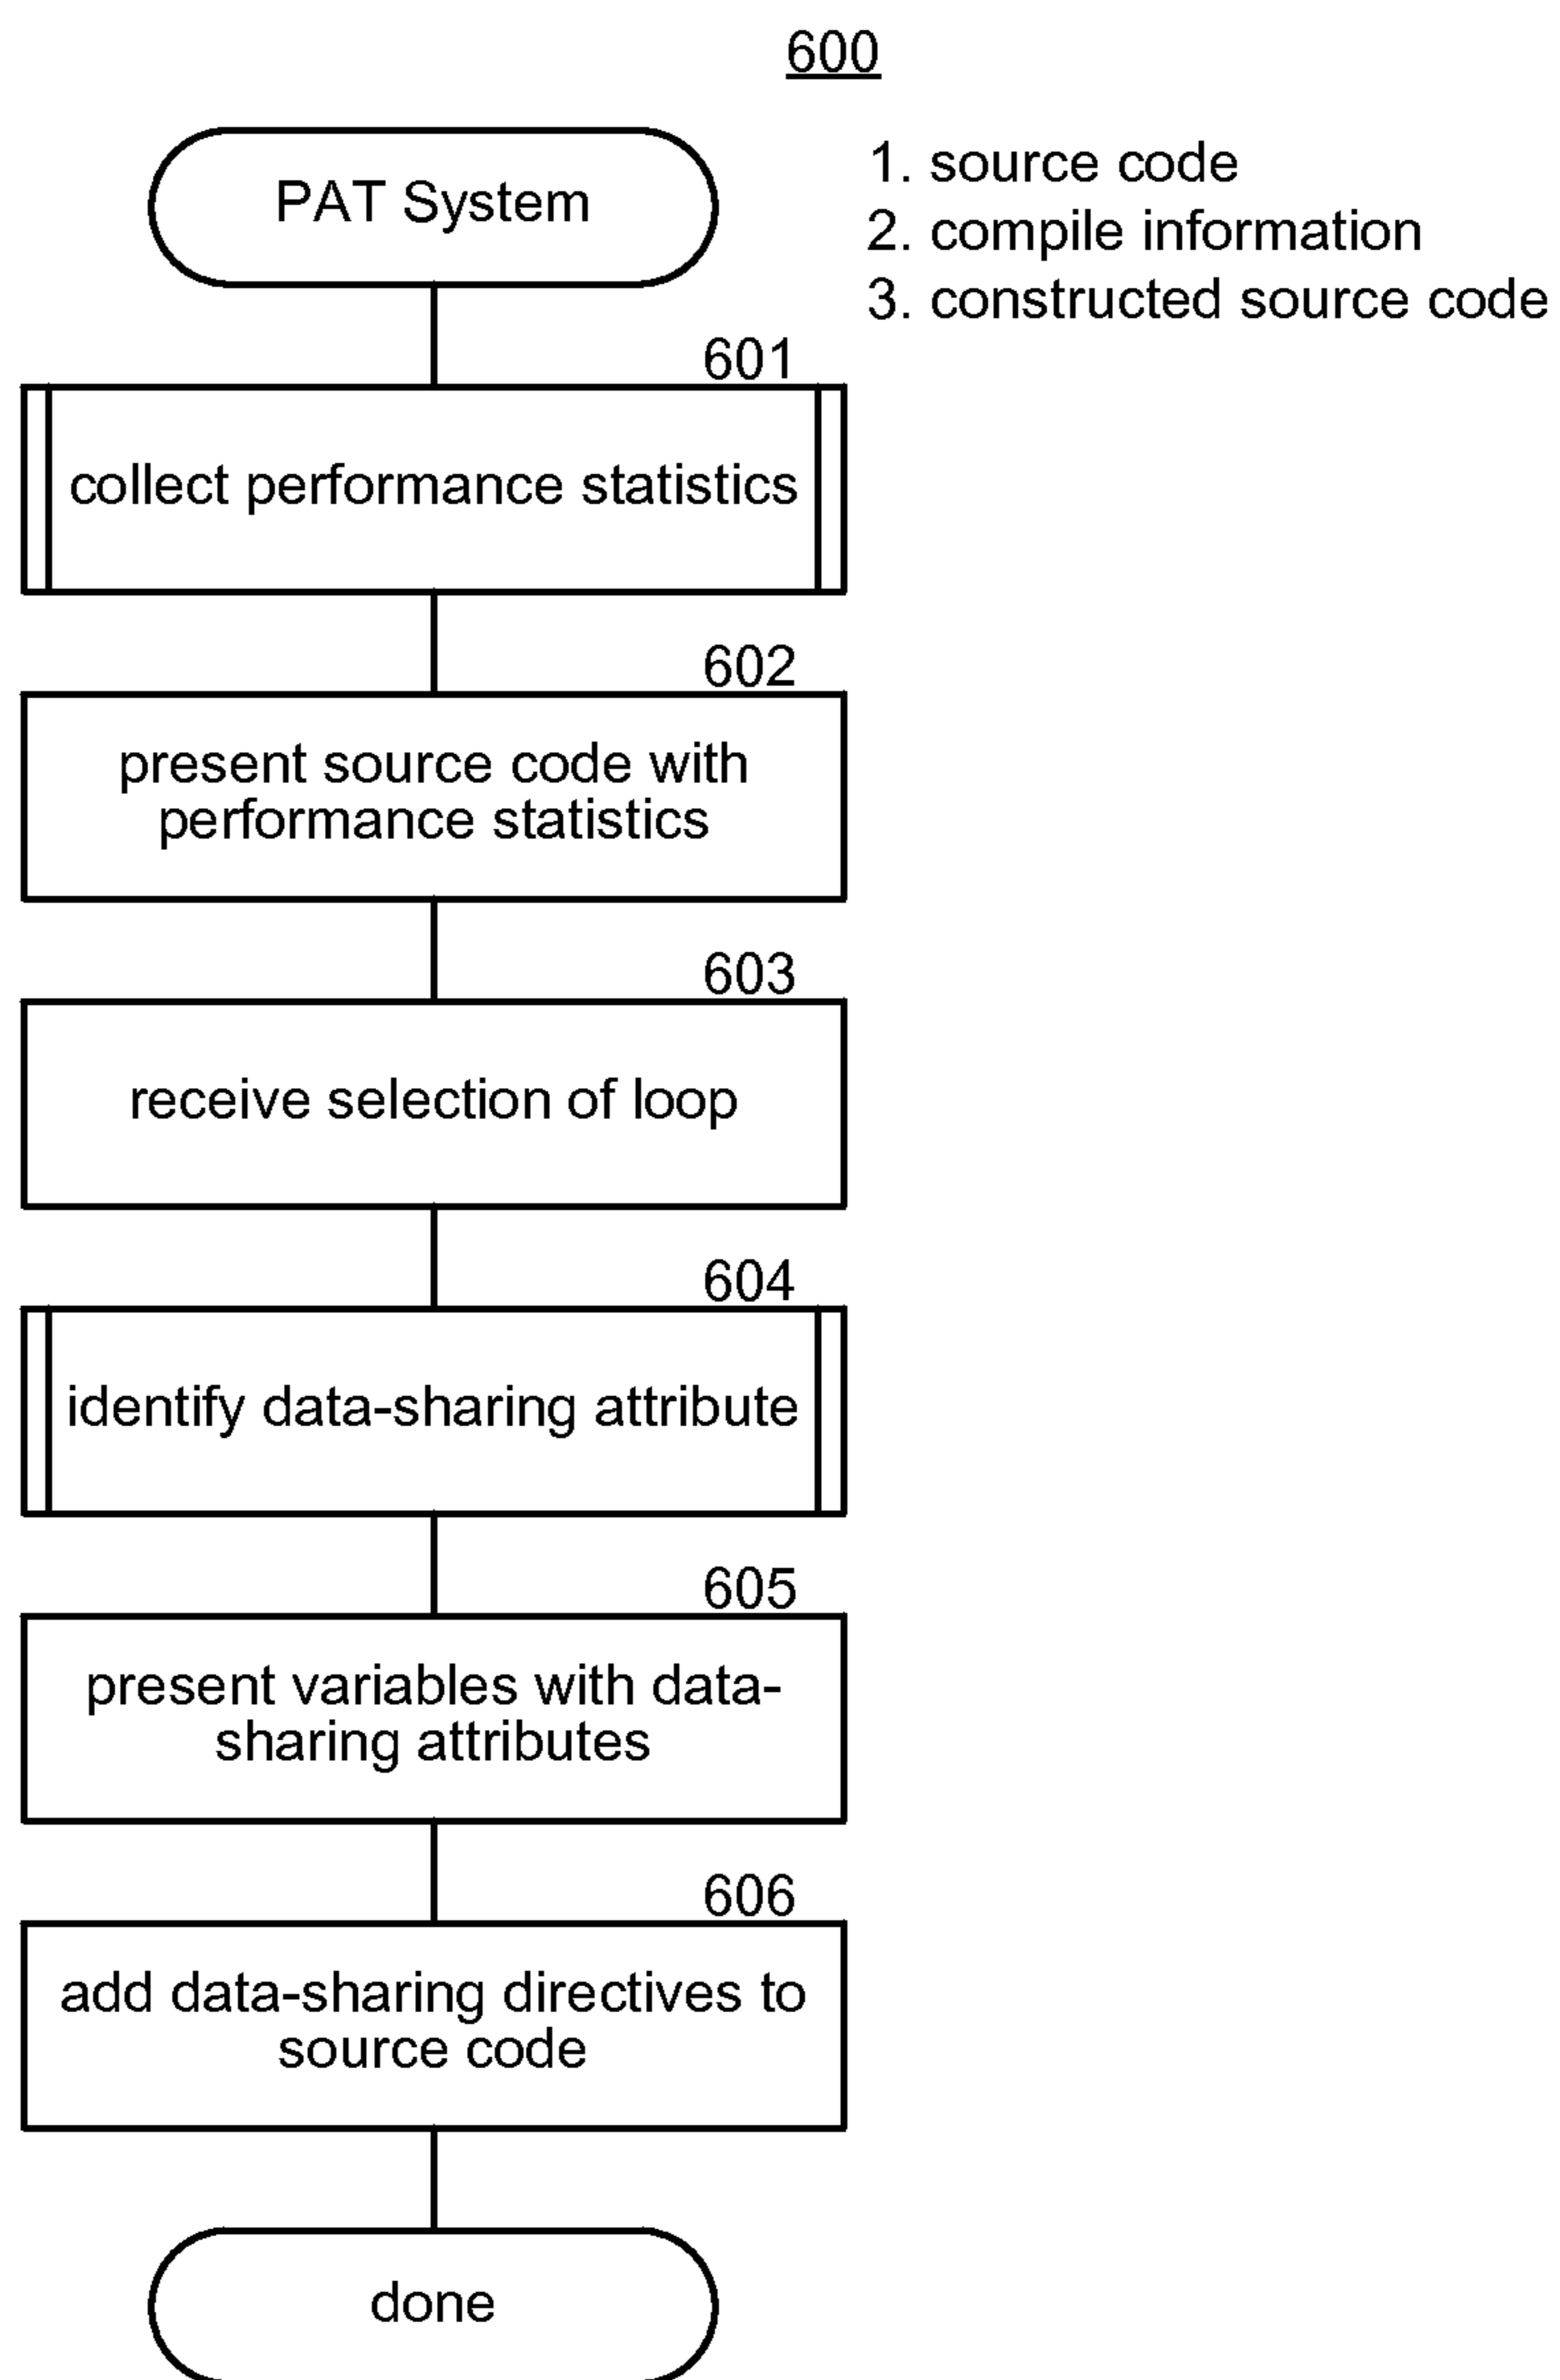 600
PAT System
1. source code
2. compile information
3. constructed source code
601
collect performance statistics
602
present source code with
performance statistics
603
receive selection of loop
604
identify data-sharing attribute
605
present variables with data-
sharing attributes
606
add data-sharing directives to
source code
done